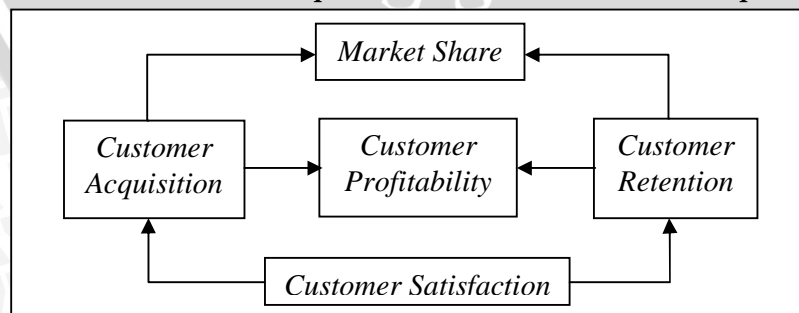 Market Share
Customer
Acquisition
Customer
Profitability
Customer
Retention
Customer Satisfaction